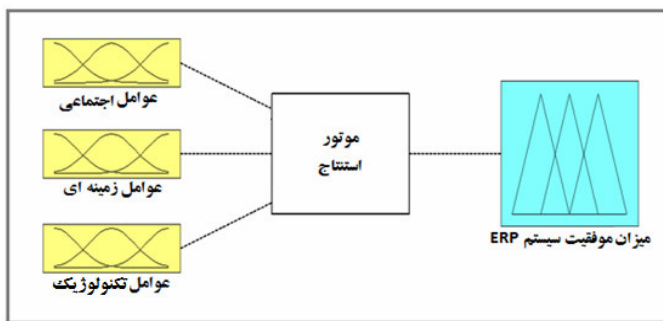 عوامل اجتماعی
عوامل زمینه ای
عوامل تکنولوژیک
موتور
استنتاج
میزان موفقیت سیستم ERP